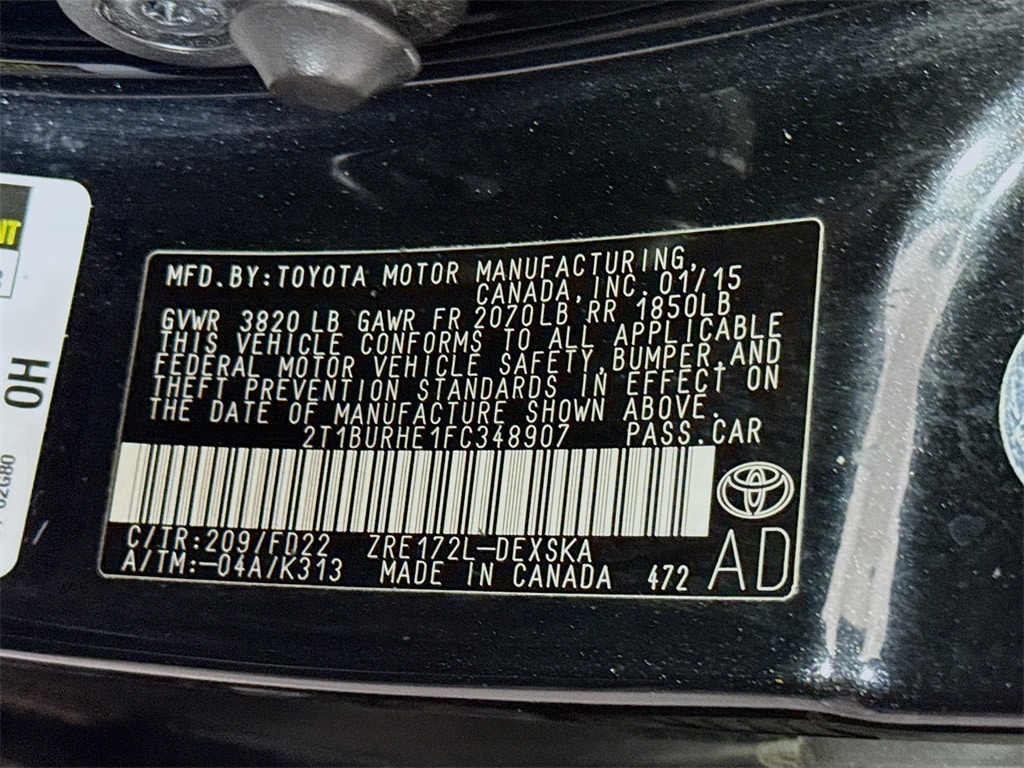 MFD.BY:TOYOTA MOTOR MANUFACTURING,
CANADA,INC. 01/15
GVWR 3820 LB GAWR FR 2070LB RR 1850LB
THIS VEHICLE CONFORMS TO ALL APPLICABLE
FEDERAL MOTOR VEHICLE SAFETY,BUMPER,AND
THEFT PREVENTION STANDARDS IN EFFECT ON
THE DATE OF MANUFACTURE SHOWN ABOVE.
2T1BURHE1FC348907 PASS.CAR
C/TR:209/FD22 ZRE172L-DEXSKA
A/TM:-04A/K313 MADE IN CANADA 472 AD
NT
OH
02G80